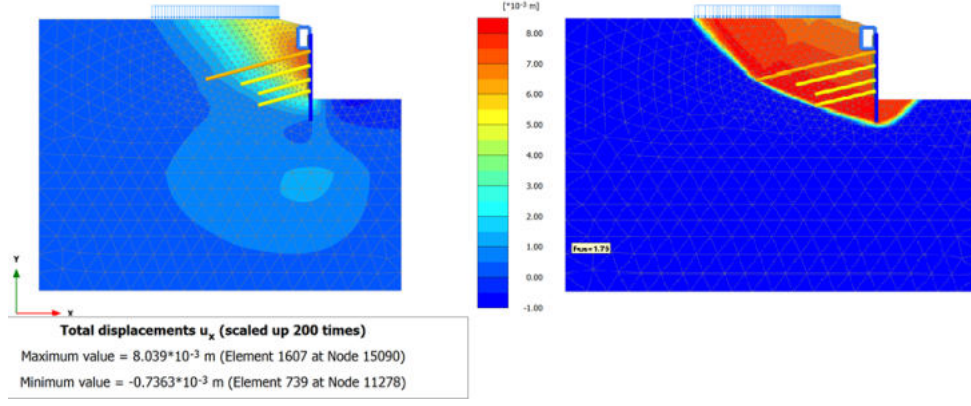 [*10-3 m]
8.00
7.00
6.00
5.00
4.00
3.00
2.00
1.00
0.00
-1.00
Y
X
=1.75
Total displacements ux (scaled up 200 times)
Maximum value = 8.039*10-3 m (Element 1607 at Node 15090)
Minimum value = -0.7363*10-3 m (Element 739 at Node 11278)